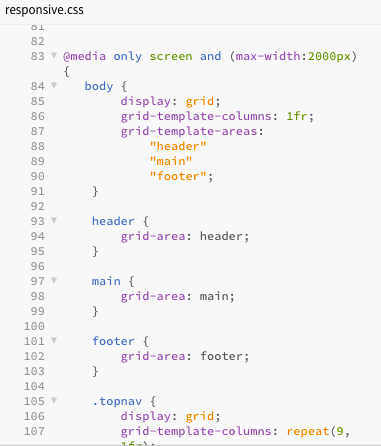 responsive.css
81
82
83 @media only screen and (max-width:2000px)
{
84 body {
85 display: grid;
86 grid-template-columns: 1fr;
87 grid-template-areas:
88 "header"
89 "main"
90 "footer";
91 }
92
93 header {
94 grid-area: header;
95 }
96
97 main {
98 grid-area: main;
99 }
100
101 footer {
102 grid-area: footer;
103 }
104
105 .topnav {
106 display: grid;
107 grid-template-columns: repeat(9,
1fr);